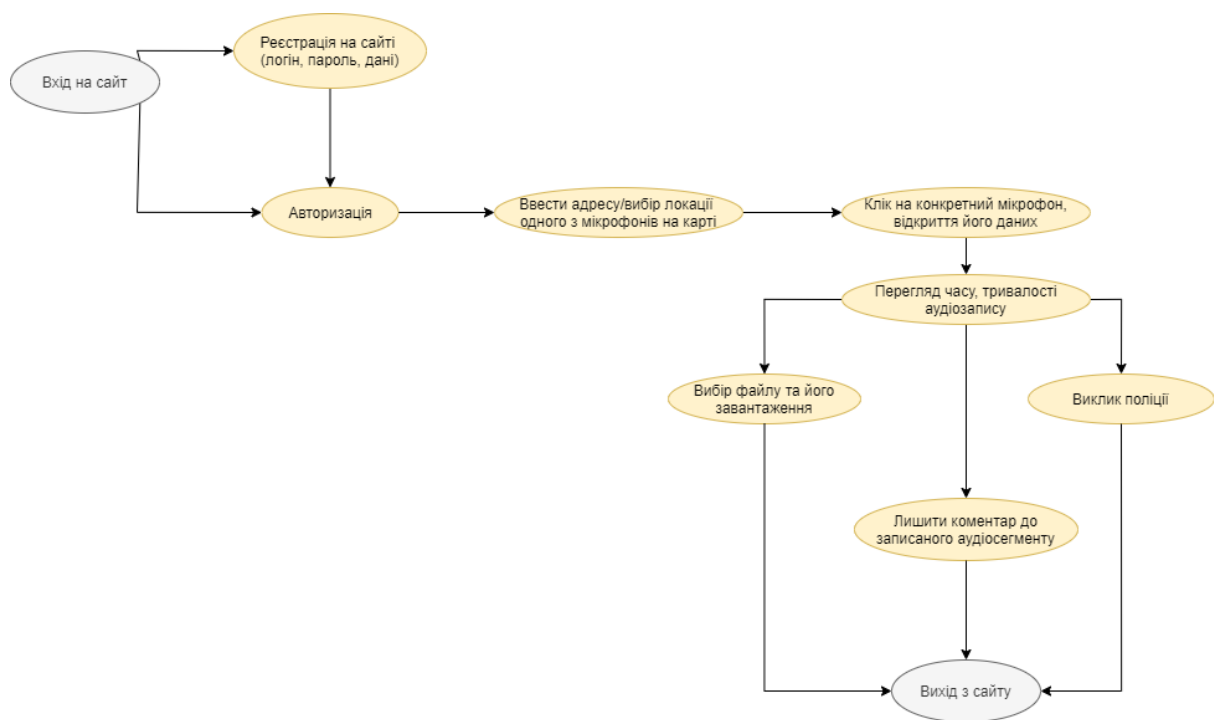 Реєстрація на сайті
(логін, пароль, дані)
Вхід на сайт
Авторизація
Ввести адресу/вибір локації
одного з мікрофонів на карті
Клік на конкретний мікрофон,
відкриття його даних
Перегляд часу, тривалості
аудіозапису
Вибір файлу та його
завантаження
Виклик поліції
Лишити коментар до
записаного аудіосегменту
Вихід з сайту